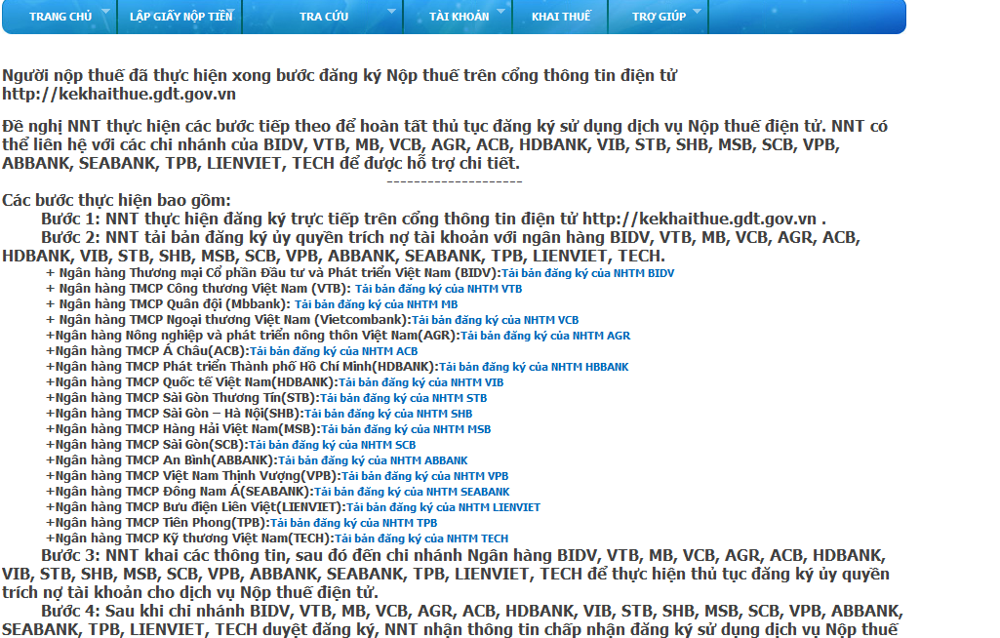 TRANG CHỦ LẬP GIẤY NỘP TIỀN TRA CỨU TÀI KHOẢN KHAI THUẾ TRỢ GIÚP
Người nộp thuế đã thực hiện xong bước đăng ký Nộp thuế trên cổng thông tin điện tử
http://kekhaithue.gdt.gov.vn
Đề nghị NNT thực hiện các bước tiếp theo để hoàn tất thủ tục đăng ký sử dụng dịch vụ Nộp thuế điện tử. NNT có
thể liên hệ với các chi nhánh của BIDV, VTB, MB, VCB, AGR, ACB, HDBANK, VIB, STB, SHB, MSB, SCB, VPB,
ABBANK, SEABANK, TPB, LIENVIET, TECH để được hỗ trợ chi tiết.
--------------------
Các bước thực hiện bao gồm:
Bước 1: NNT thực hiện đăng ký trực tiếp trên cổng thông tin điện tử http://kekhaithue.gdt.gov.vn .
Bước 2: NNT tải bản đăng ký ủy quyền trích nợ tài khoản với ngân hàng BIDV, VTB, MB, VCB, AGR, ACB,
HDBANK, VIB, STB, SHB, MSB, SCB, VPB, ABBANK, SEABANK, TPB, LIENVIET, TECH.
+ Ngân hàng Thương mại Cổ phần Đầu tư và Phát triển Việt Nam (BIDV):Tải bản đăng ký của NHTM BIDV
+ Ngân hàng TMCP Công thương Việt Nam (VTB): Tải bản đăng ký của NHTM VTB
+ Ngân hàng TMCP Quân đội (Mbbank): Tải bản đăng ký của NHTM MB
+ Ngân hàng TMCP Ngoại thương Việt Nam (Vietcombank):Tải bản đăng ký của NHTM VCB
+Ngân hàng Nông nghiệp và phát triển nông thôn Việt Nam(AGR):Tải bản đăng ký của NHTM AGR
+Ngân hàng TMCP Á Châu(ACB):Tải bản đăng ký của NHTM ACB
+Ngân hàng TMCP Phát triển Thành phố Hồ Chí Minh(HDBANK):Tải bản đăng ký của NHTM HBBANK
+Ngân hàng TMCP Quốc tế Việt Nam(HDBANK):Tải bản đăng ký của NHTM VIB
+Ngân hàng TMCP Sài Gòn Thương Tín(STB):Tải bản đăng ký của NHTM STB
+Ngân hàng TMCP Sài Gòn – Hà Nội(SHB):Tải bản đăng ký của NHTM SHB
+Ngân hàng TMCP Hàng Hải Việt Nam(MSB):Tải bản đăng ký của NHTM MSB
+Ngân hàng TMCP Sài Gòn(SCB):Tải bản đăng ký của NHTM SCB
+Ngân hàng TMCP An Bình(ABBANK):Tải bản đăng ký của NHTM ABBANK
+Ngân hàng TMCP Việt Nam Thịnh Vượng(VPB):Tải bản đăng ký của NHTM VPB
+Ngân hàng TMCP Đông Nam Á(SEABANK):Tải bản đăng ký của NHTM SEABANK
+Ngân hàng TMCP Bưu điện Liên Việt(LIENVIET):Tải bản đăng ký của NHTM LIENVIET
+Ngân hàng TMCP Tiên Phong(TPB):Tải bản đăng ký của NHTM TPB
+Ngân hàng TMCP Kỹ thương Việt Nam(TECH):Tải bản đăng ký của NHTM TECH
Bước 3: NNT khai các thông tin, sau đó đến chi nhánh Ngân hàng BIDV, VTB, MB, VCB, AGR, ACB, HDBANK,
VIB, STB, SHB, MSB, SCB, VPB, ABBANK, SEABANK, TPB, LIENVIET, TECH để thực hiện thủ tục đăng ký ủy quyền
trích nợ tài khoản cho dịch vụ Nộp thuế điện tử.
Bước 4: Sau khi chi nhánh BIDV, VTB, MB, VCB, AGR, ACB, HDBANK, VIB, STB, SHB, MSB, SCB, VPB, ABBANK,
SEABANK, TPB, LIENVIET, TECH duyệt đăng ký, NNT nhận thông tin chấp nhận đăng ký sử dụng dịch vụ Nộp thuế